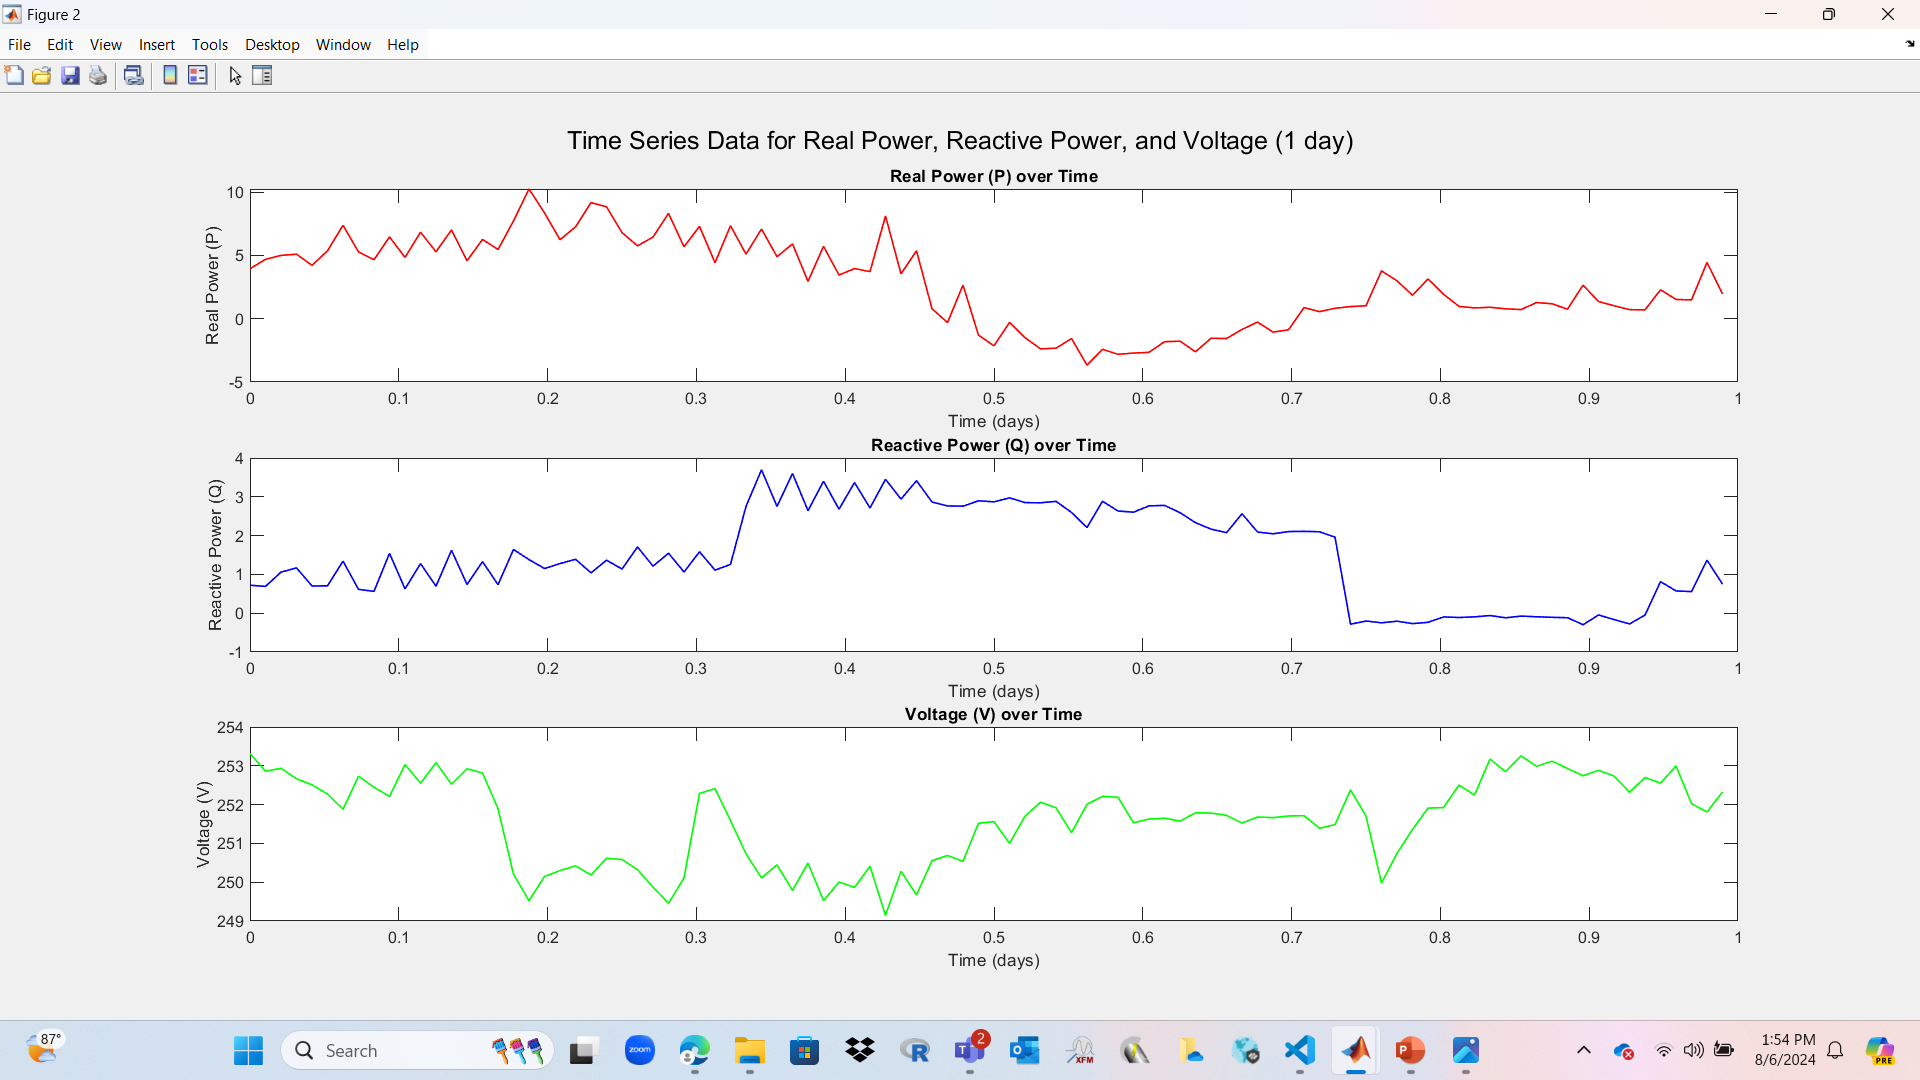 Figure 2
File Edit View Insert Tools Desktop Window Help
Time Series Data for Real Power, Reactive Power, and Voltage (1 day)
Real Power (P) over Time
Real Power (P)
10
5
0
-5
0 0.1 0.2 0.3 0.4 0.5 0.6 0.7 0.8 0.9 1
Time (days)
Reactive Power (Q) over Time
Reactive Power (Q)
4
3
2
1
0
-1
0 0.1 0.2 0.3 0.4 0.5 0.6 0.7 0.8 0.9 1
Time (days)
Voltage (V) over Time
Voltage (V)
254
253
252
251
250
249
0 0.1 0.2 0.3 0.4 0.5 0.6 0.7 0.8 0.9 1
Time (days)
87°
Search
zoom
R
T
2
XFM
P
1:54 PM
8/6/2024
PRE